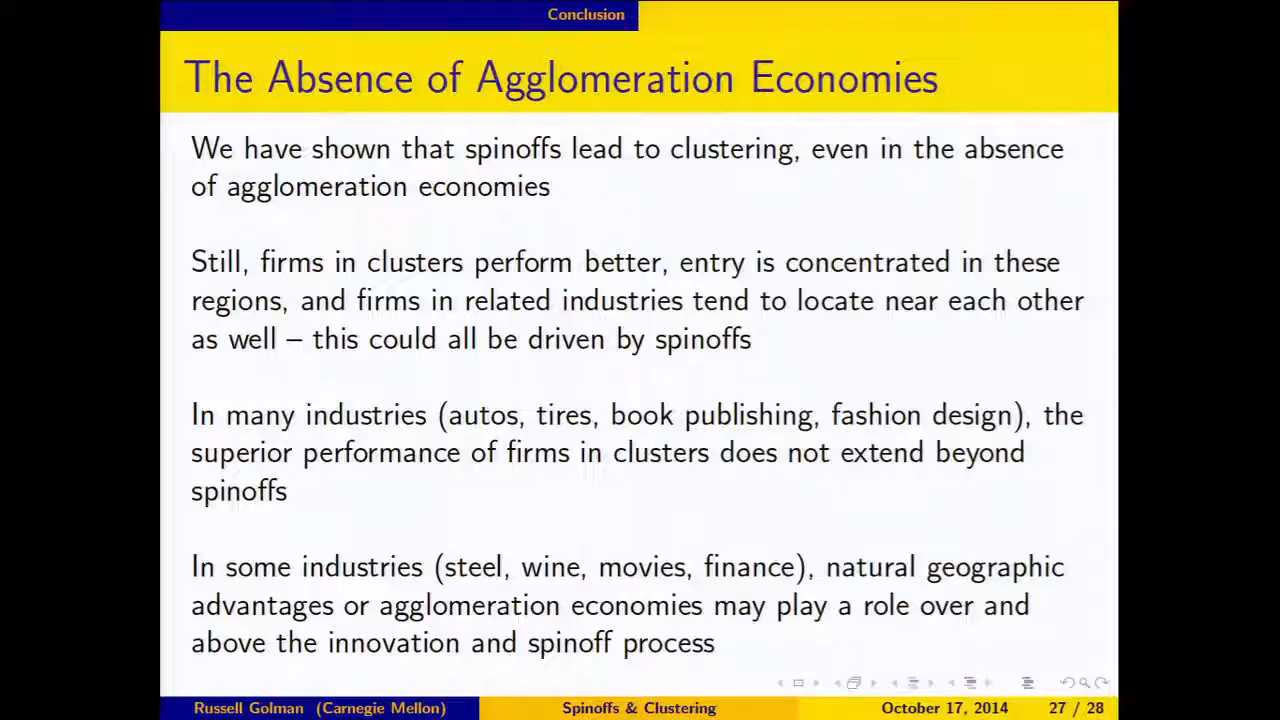 Conclusion
The Absence of Agglomeration Economies
We have shown that spinoffs lead to clustering, even in the absence
of agglomeration economies
Still, firms in clusters perform better, entry is concentrated in these
regions, and firms in related industries tend to locate near each other
as well – this could all be driven by spinoffs
In many industries (autos, tires, book publishing, fashion design), the
superior performance of firms in clusters does not extend beyond
spinoffs
In some industries (steel, wine, movies, finance), natural geographic
advantages or agglomeration economies may play a role over and
above the innovation and spinoff process
Russell Golman (Carnegie Mellon) Spinoffs & Clustering October 17, 2014 27 / 28